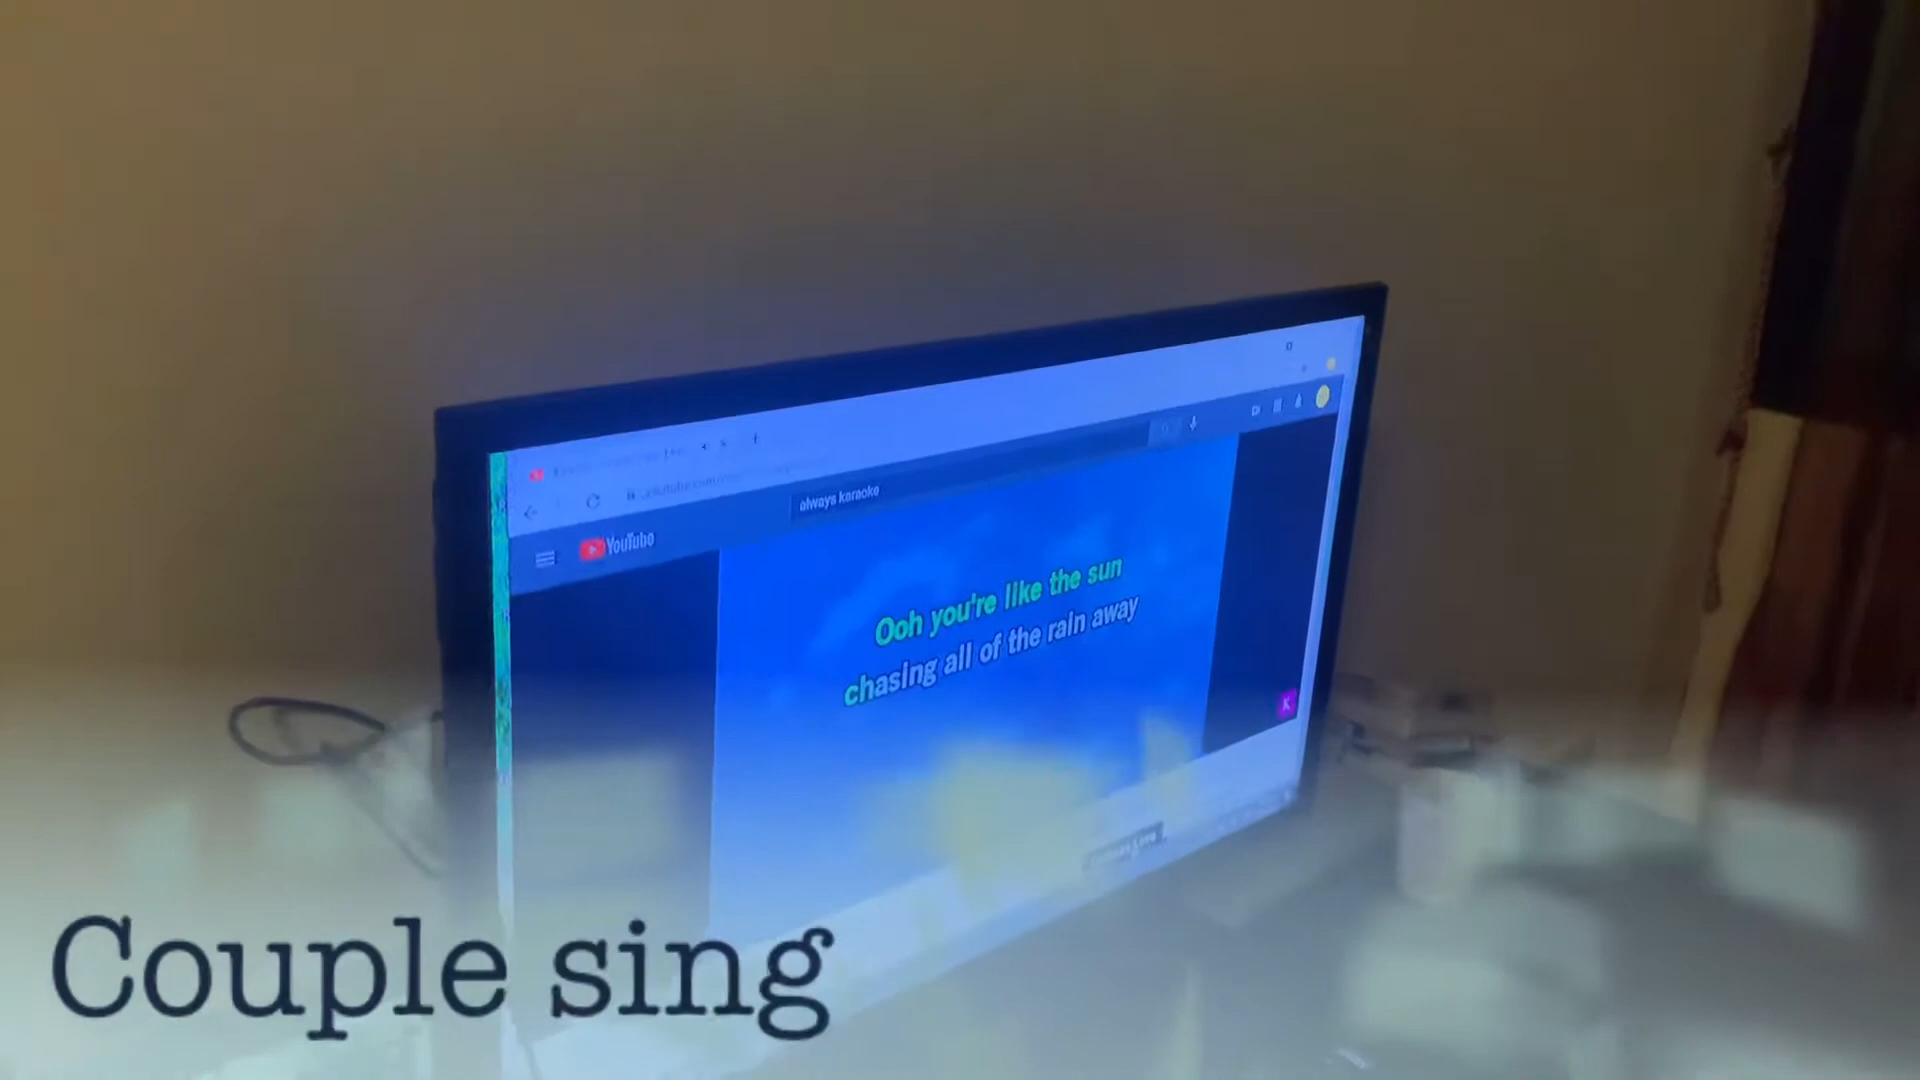 YouTube
always karaoke
Ooh you're like the sun
chasing all of the rain away
K
Couple sing